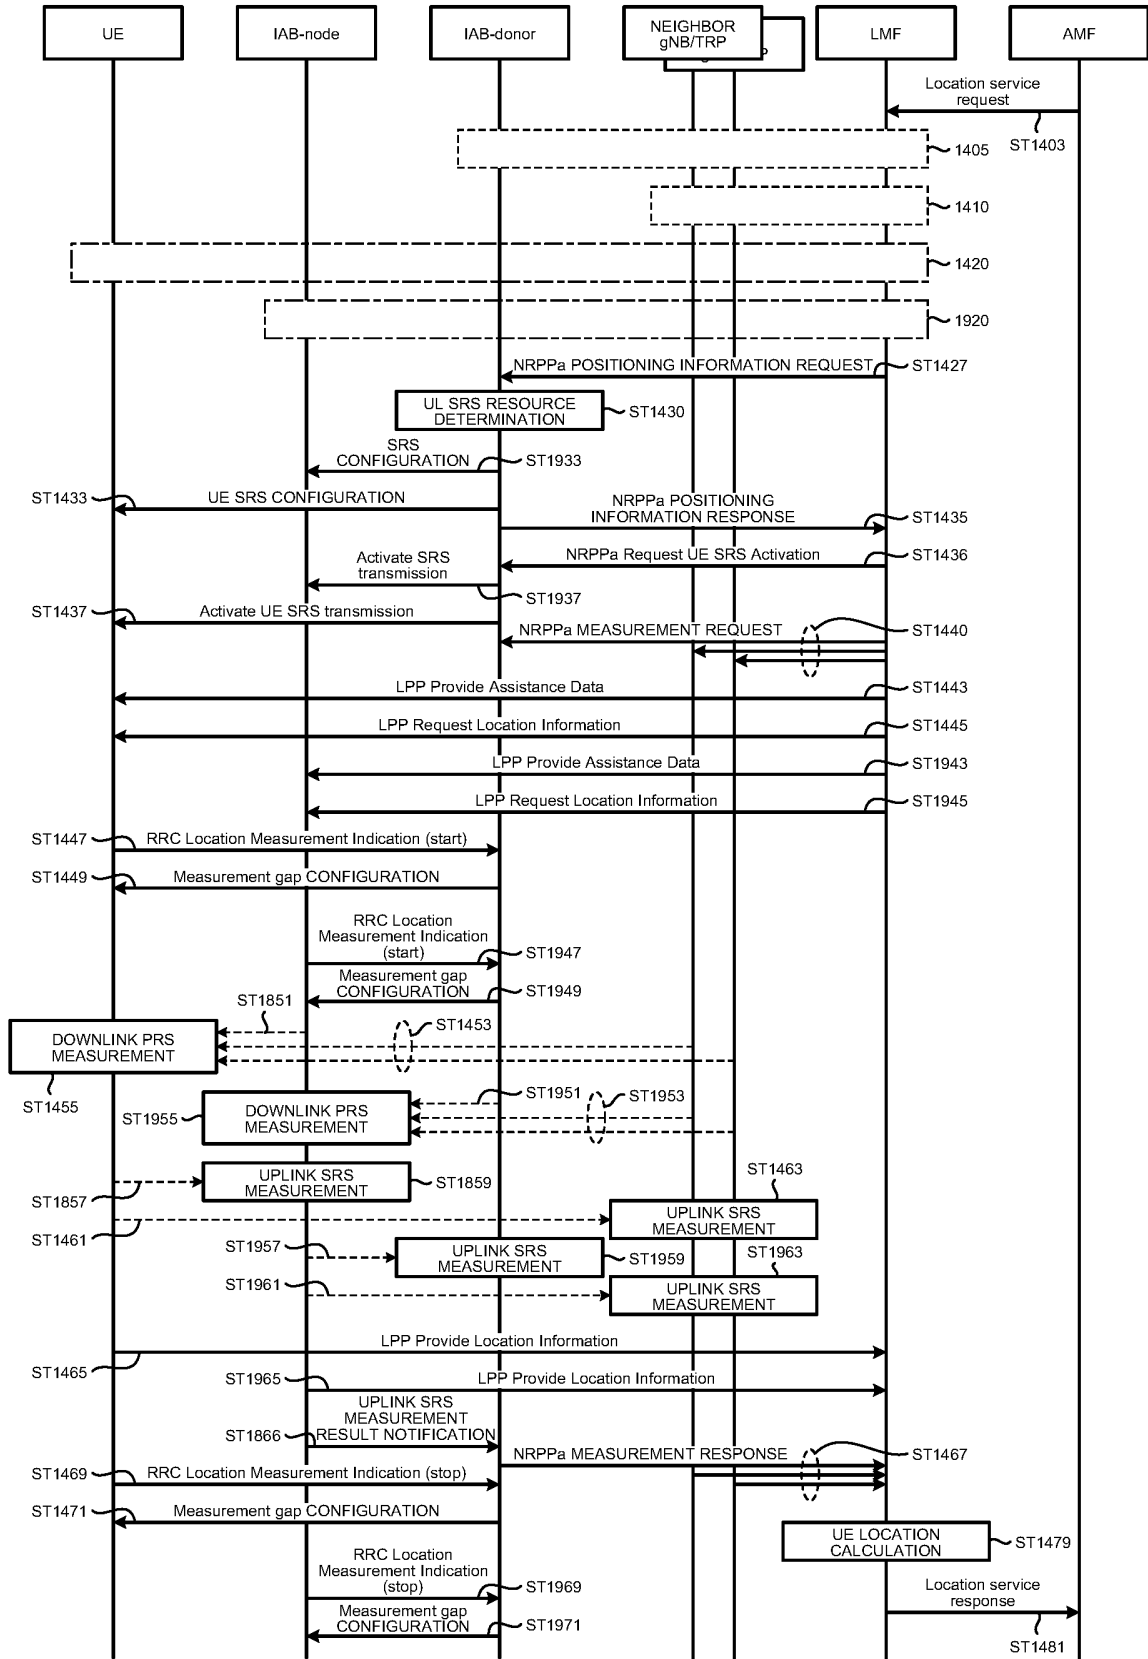 UE
IAB-node
IAB-donor
NEIGHBOR
gNB/TRP
P
LMF
AMF
Location service
request
ST1403
1405
1410
1420
1920
NRPPa POSITIONING INFORMATION REQUEST
ST1427
UL SRS RESOURCE
DETERMINATION
ST1430
SRS
CONFIGURATION
ST1933
ST1433
UE SRS CONFIGURATION
NRPPa POSITIONING
INFORMATION RESPONSE
ST1435
NRPPa Request UE SRS Activation
ST1436
Activate SRS
transmission
ST1937
ST1437
Activate UE SRS transmission
NRPPa MEASUREMENT REQUEST
ST1440
LPP Provide Assistance Data
ST1443
LPP Request Location Information
ST1445
LPP Provide Assistance Data
ST1943
LPP Request Location Information
ST1945
ST1447
RRC Location Measurement Indication (start)
ST1449
Measurement gap CONFIGURATION
RRC Location
Measurement Indication
(start)
ST1947
Measurement gap
CONFIGURATION
ST1949
ST1851
ST1453
DOWNLINK PRS
MEASUREMENT
ST1455
ST1951
ST1953
ST1955
DOWNLINK PRS
MEASUREMENT
UPLINK SRS
MEASUREMENT
ST1857
ST1859
ST1463
UPLINK SRS
MEASUREMENT
ST1461
ST1957
UPLINK SRS
MEASUREMENT
ST1959
ST1963
ST1961
UPLINK SRS
MEASUREMENT
LPP Provide Location Information
ST1465
ST1965
LPP Provide Location Information
UPLINK SRS
MEASUREMENT
RESULT NOTIFICATION
ST1866
NRPPa MEASUREMENT RESPONSE
ST1467
ST1469
RRC Location Measurement Indication (stop)
ST1471
Measurement gap CONFIGURATION
UE LOCATION
CALCULATION
ST1479
RRC Location
Measurement Indication
(stop)
ST1969
Location service
response
Measurement gap
CONFIGURATION
ST1971
ST1481